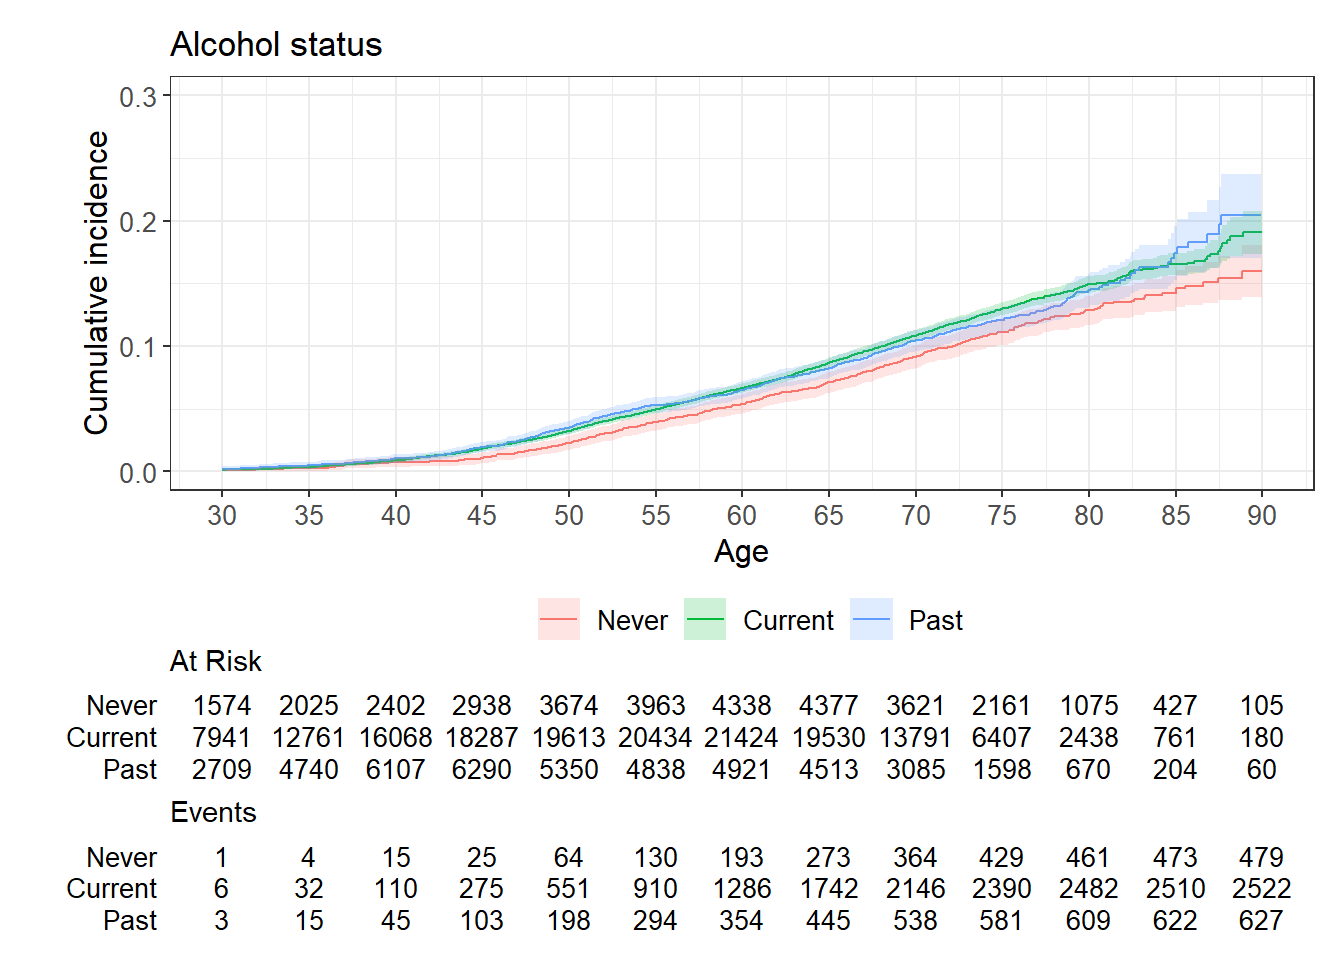 Alcohol status
0.3
0.2
0.1
0.0
Cumulative incidence
30 35 40 45 50 55 60 65 70 75 80 85 90
Age
Never Current Past
At Risk
Never 1574 2025 2402 2938 3674 3963 4338 4377 3621 2161 1075 427 105
Current 7941 12761 16068 18287 19613 20434 21424 19530 13791 6407 2438 761 180
Past 2709 4740 6107 6290 5350 4838 4921 4513 3085 1598 670 204 60
Events
Never 1 4 15 25 64 130 193 273 364 429 461 473 479
Current 6 32 110 275 551 910 1286 1742 2146 2390 2482 2510 2522
Past 3 15 45 103 198 294 354 445 538 581 609 622 627